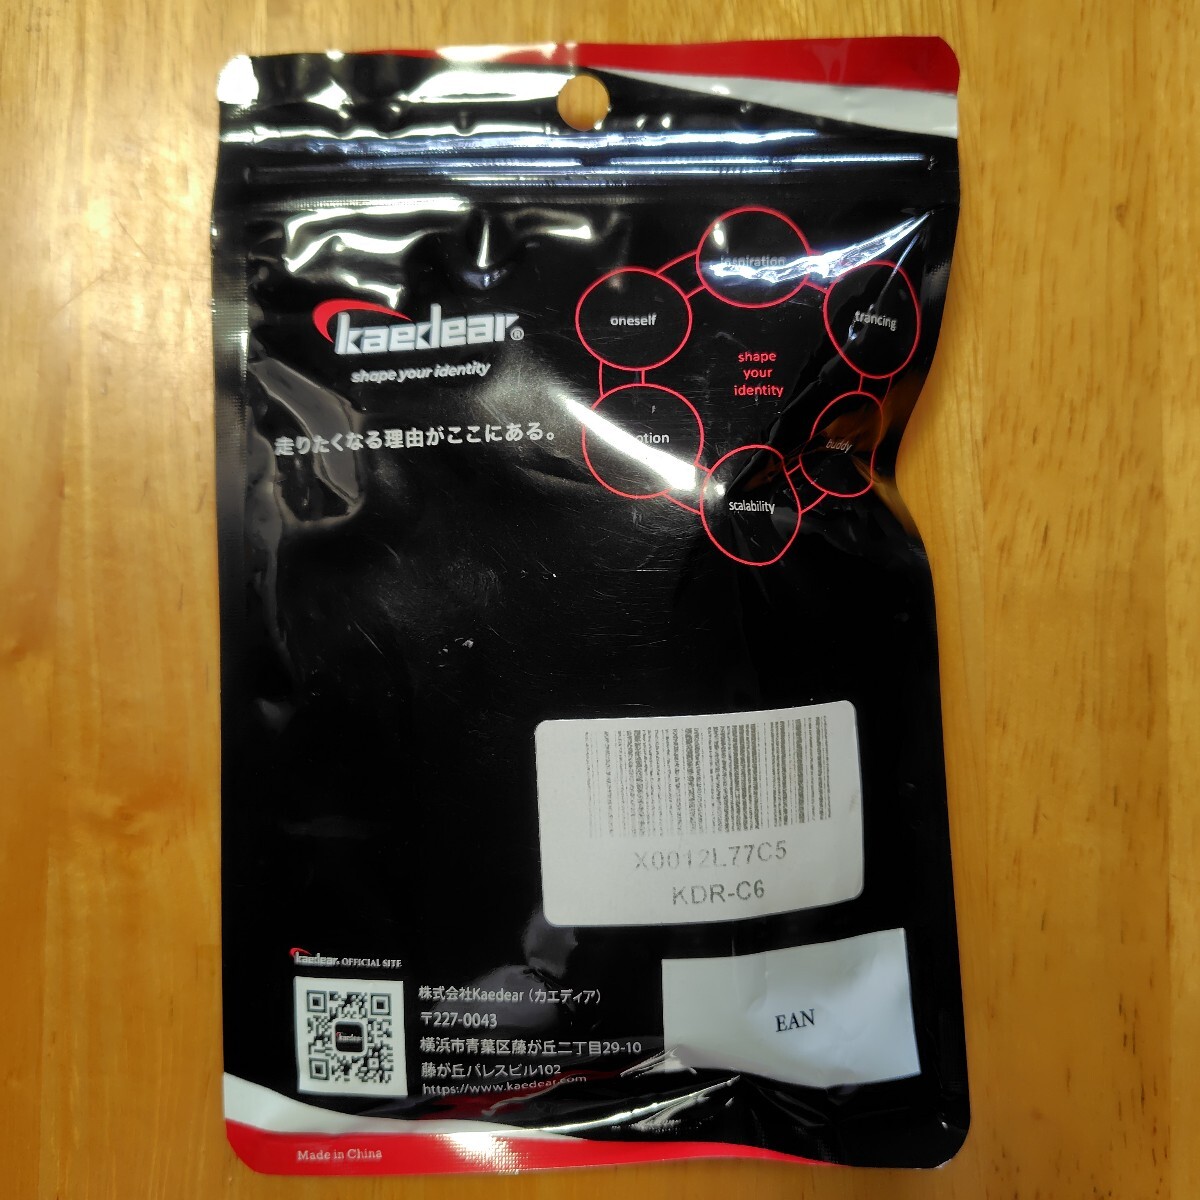 inspiration
oneself
trancing
shape
your
identity
buddy
scalability
kaedear®
shape your identity
走りたくなる理由がここにある。
X0012L77C5
KDR-C6
EAN
kaedear. OFFICIAL SITE
kaedear
株式会社Kaedear（カエディア）
〒227-0043
横浜市青葉区藤が丘二丁目29-10
藤が丘パレスビル102
https://www.kaedear.com
Made in China